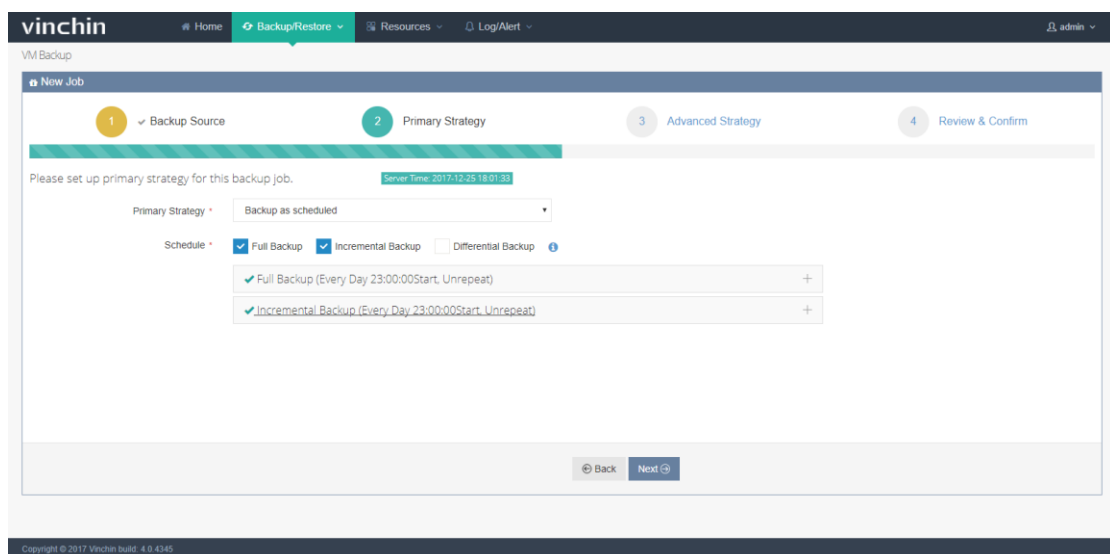 vinchin Home Backup/Restore Resources Log/Alert admin
VM Backup
New Job
1 Backup Source 2 Primary Strategy 3 Advanced Strategy 4 Review & Confirm
Please set up primary strategy for this backup job. Server Time: 2017-12-25 18:01:33
Primary Strategy * Backup as scheduled
Schedule * Full Backup Incremental Backup Differential Backup
Full Backup (Every Day 23:00:00Start, Unrepeat)
Incremental Backup (Every Day 23:00:00Start, Unrepeat)
Back Next
Copyright © 2017 Vinchin build: 4.0.4345